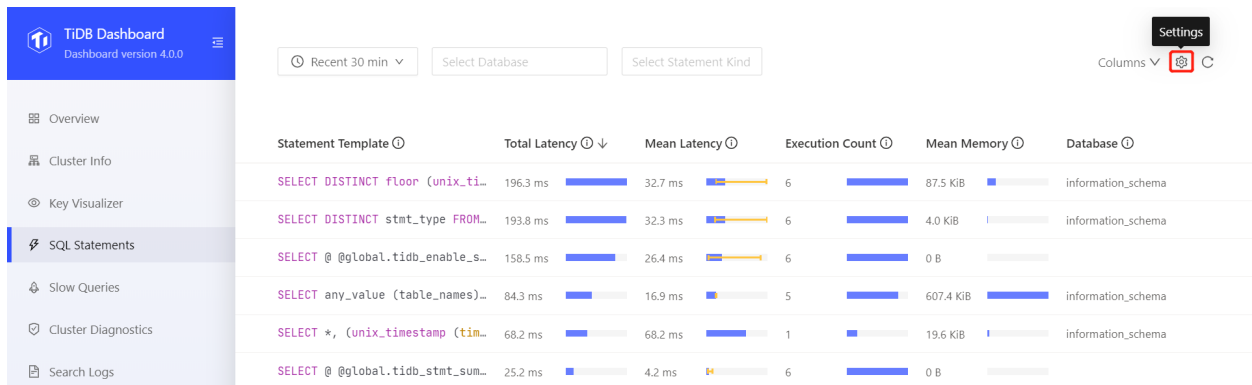 TiDB Dashboard
Dashboard version 4.0.0
Overview
Cluster Info
Key Visualizer
SQL Statements
Slow Queries
Cluster Diagnostics
Search Logs
Settings
Recent 30 min Select Database Select Statement Kind Columns
Statement Template Total Latency Mean Latency Execution Count Mean Memory Database
SELECT DISTINCT floor (unix_ti… 196.3 ms 32.7 ms 6 87.5 KiB information_schema
SELECT DISTINCT stmt_type FROM… 193.8 ms 32.3 ms 6 4.0 KiB information_schema
SELECT @ @global.tidb_enable_s… 158.5 ms 26.4 ms 6 0 B
SELECT any_value (table_names)… 84.3 ms 16.9 ms 5 607.4 KiB information_schema
SELECT *, (unix_timestamp (tim… 68.2 ms 68.2 ms 1 19.6 KiB information_schema
SELECT @ @global.tidb_stmt_sum… 25.2 ms 4.2 ms 6 0 B